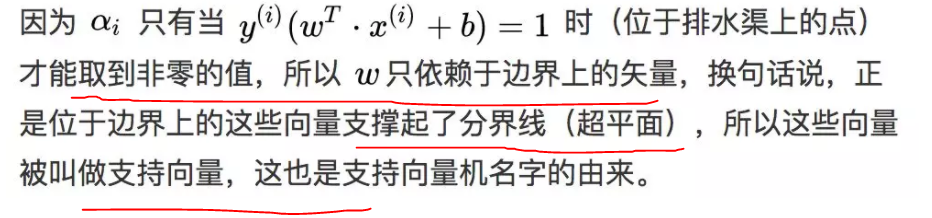 因为 αᵢ 只有当 y⁽ⁱ⁾(wᵀ · x⁽ⁱ⁾ + b) = 1 时（位于排水渠上的点）
才能取到非零的值，所以 w 只依赖于边界上的矢量，换句话说，正
是位于边界上的这些向量支撑起了分界线（超平面），所以这些向量
被叫做支持向量，这也是支持向量机名字的由来。